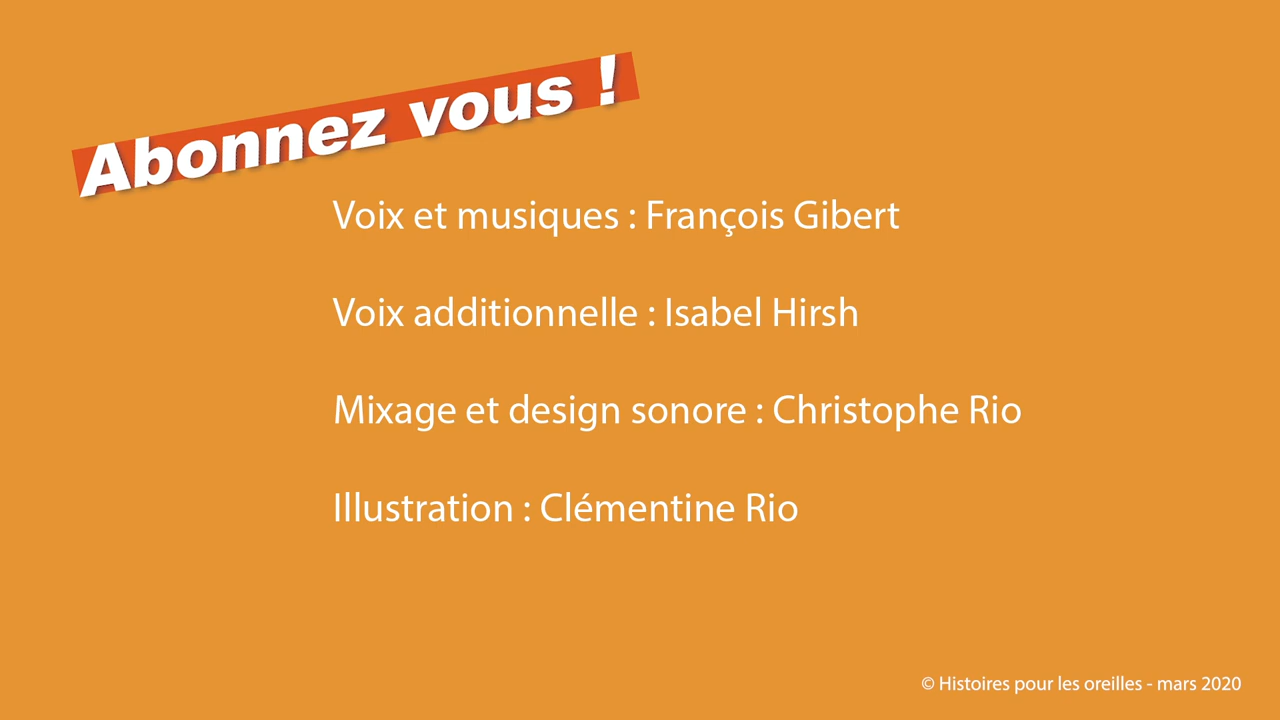 Abonnez vous !
Voix et musiques : François Gibert
Voix additionnelle : Isabel Hirsh
Mixage et design sonore : Christophe Rio
Illustration : Clémentine Rio
© Histoires pour les oreilles - mars 2020